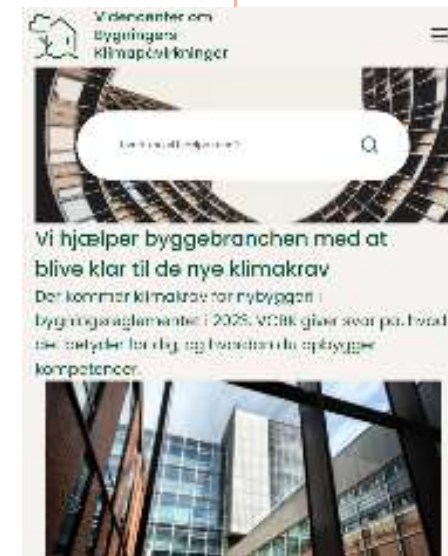 Videncenter om
Bygningers
Klimapåvirkninger
Vi hjælper byggebranchen med at
blive klar til de nye klimakrav
Der kommer klimakrav for nybyggeri i
bygningsreglementet i 2023. VCBK giver svar på, hvad
det betyder for dig, og hvordan du opbygger
kompetencer.